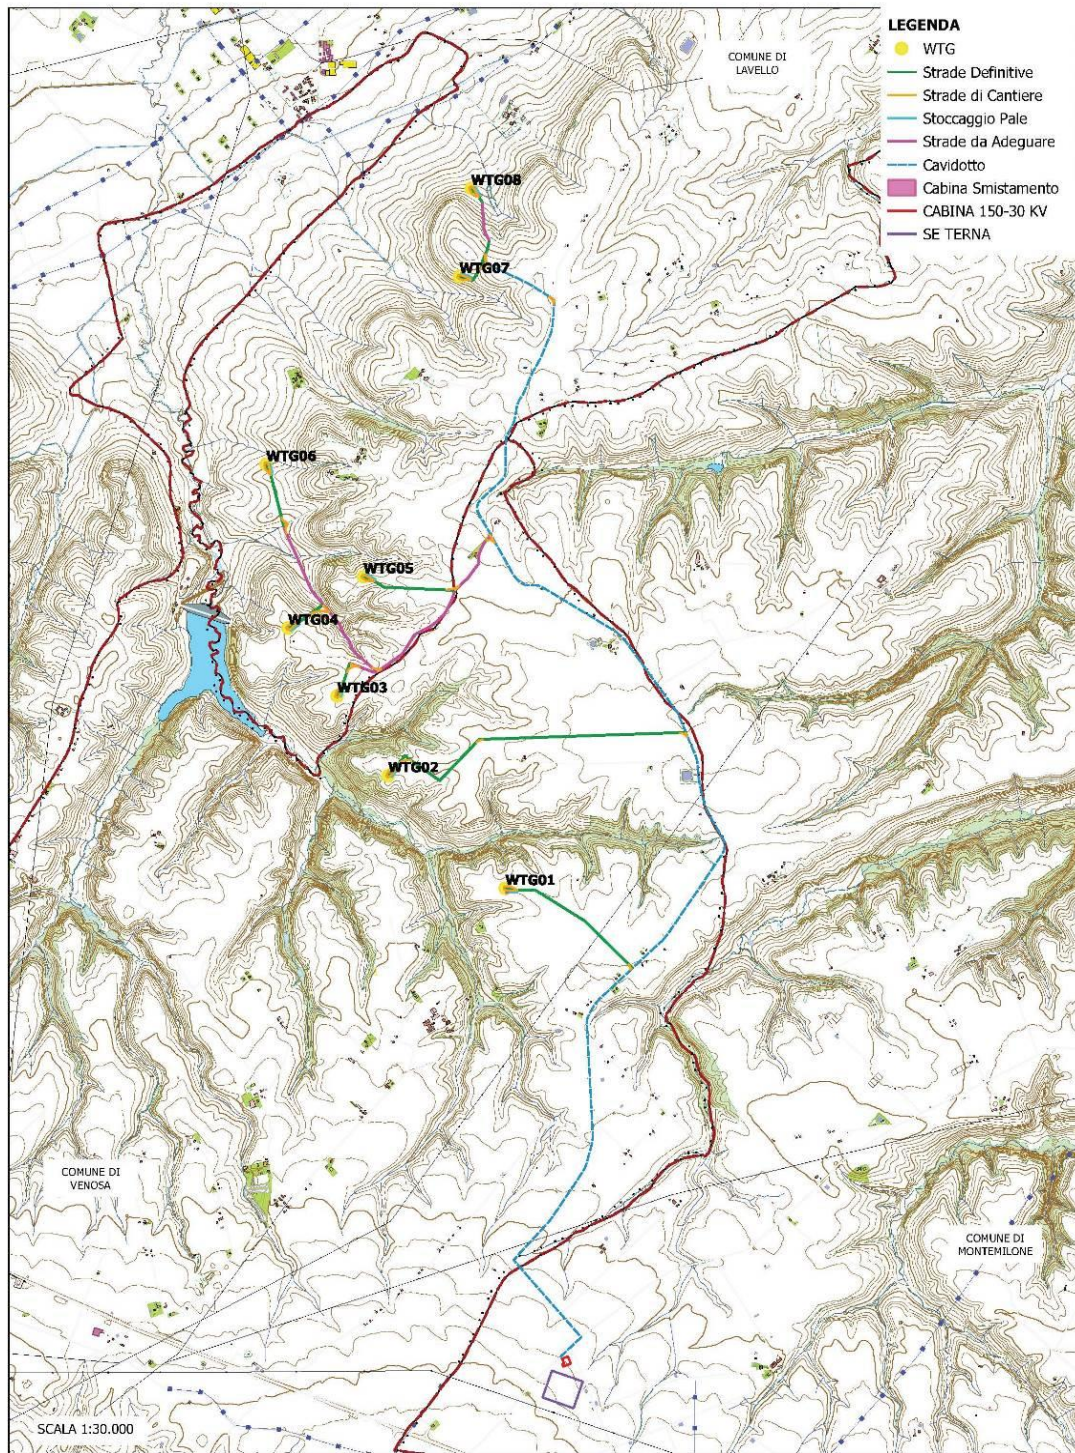 COMUNE DI
LAVELLO
LEGENDA
WTG
Strade Definitive
Strade di Cantiere
Stoccaggio Pale
Strade da Adeguare
Cavidotto
Cabina Smistamento
CABINA 150-30 KV
SE TERNA
WTG08
WTG07
WTG06
WTG05
WTG04
WTG03
WTG02
WTG01
COMUNE DI
VENOSA
COMUNE DI
MONTEMILONE
SCALA 1:30.000